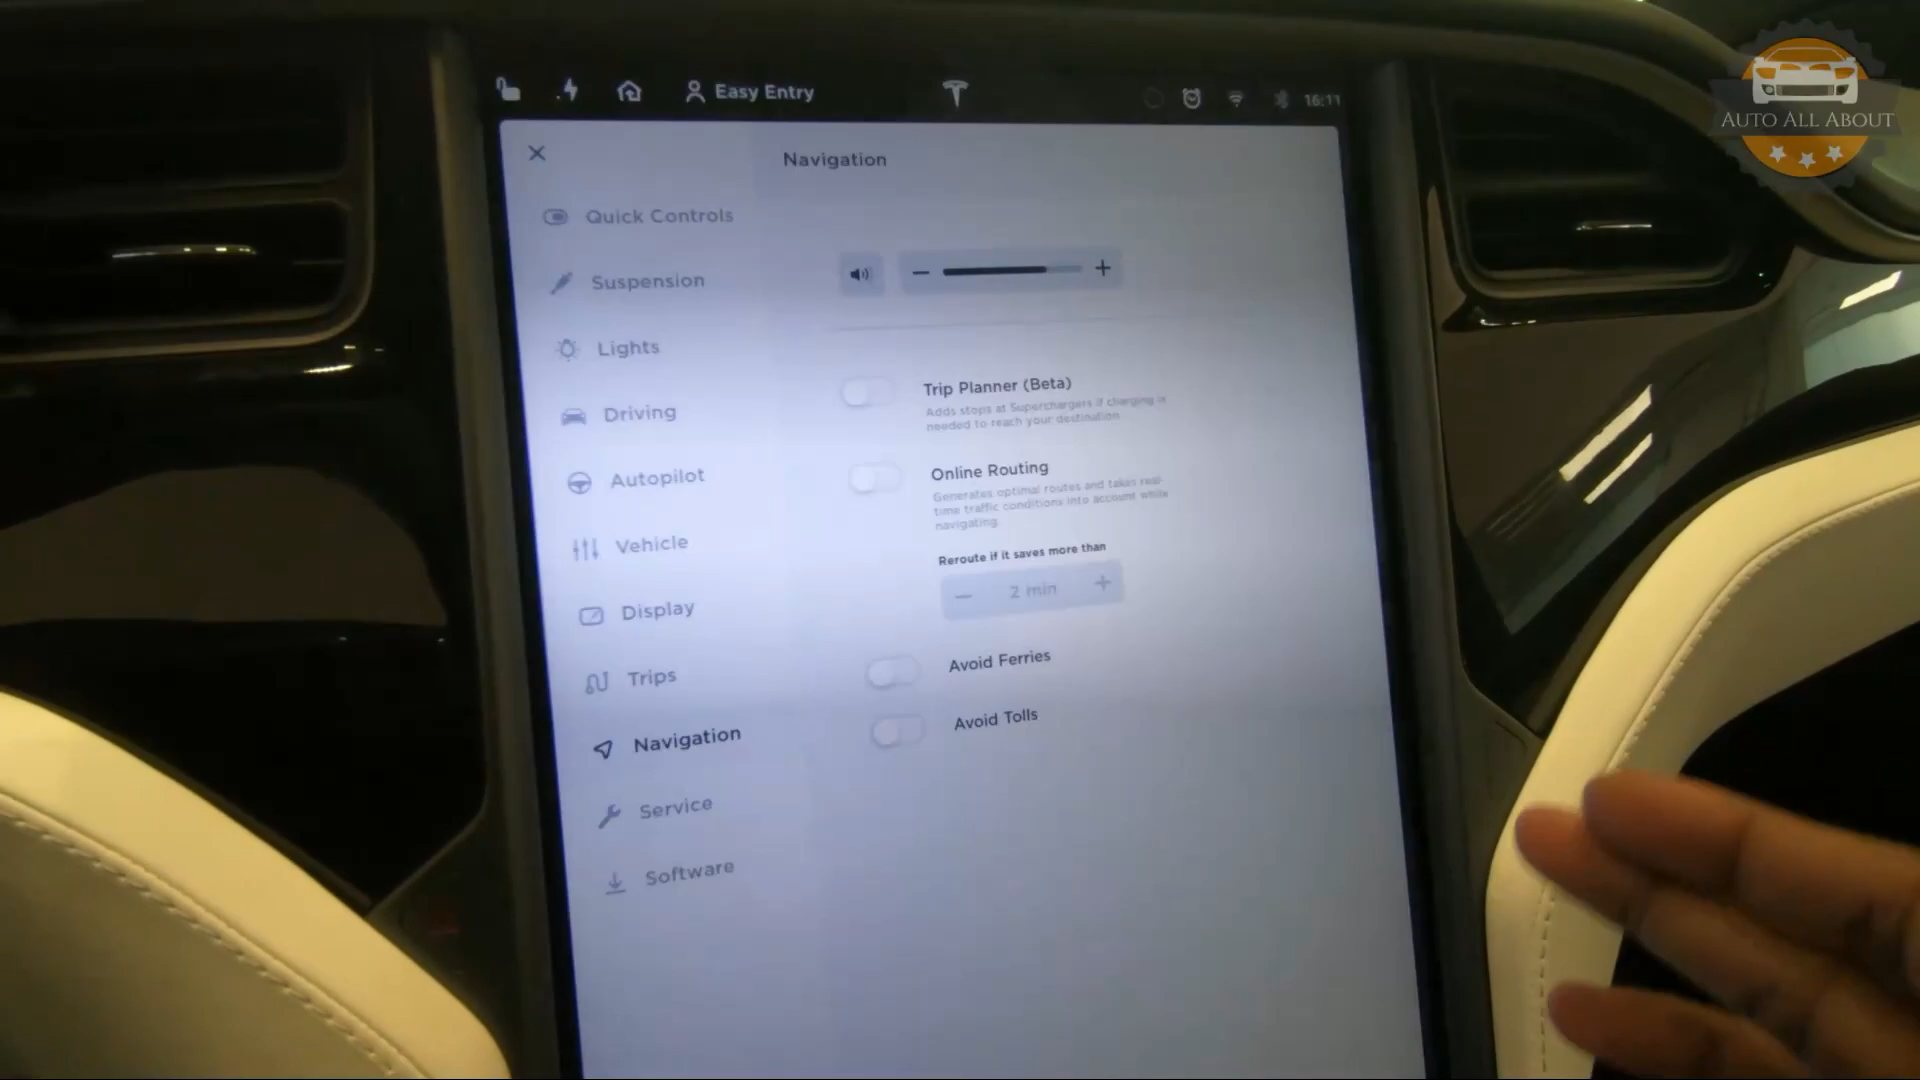 Easy Entry
16:11
AUTO ALL ABOUT
Navigation
Quick Controls
Suspension
Lights
Driving
Autopilot
Vehicle
Display
Trips
Navigation
Service
Software
Trip Planner (Beta)
Adds stops at Superchargers if charging is
needed to reach your destination.
Online Routing
Generates optimal routes and takes real-
time traffic conditions into account while
navigating.
Reroute if it saves more than
2 min
Avoid Ferries
Avoid Tolls